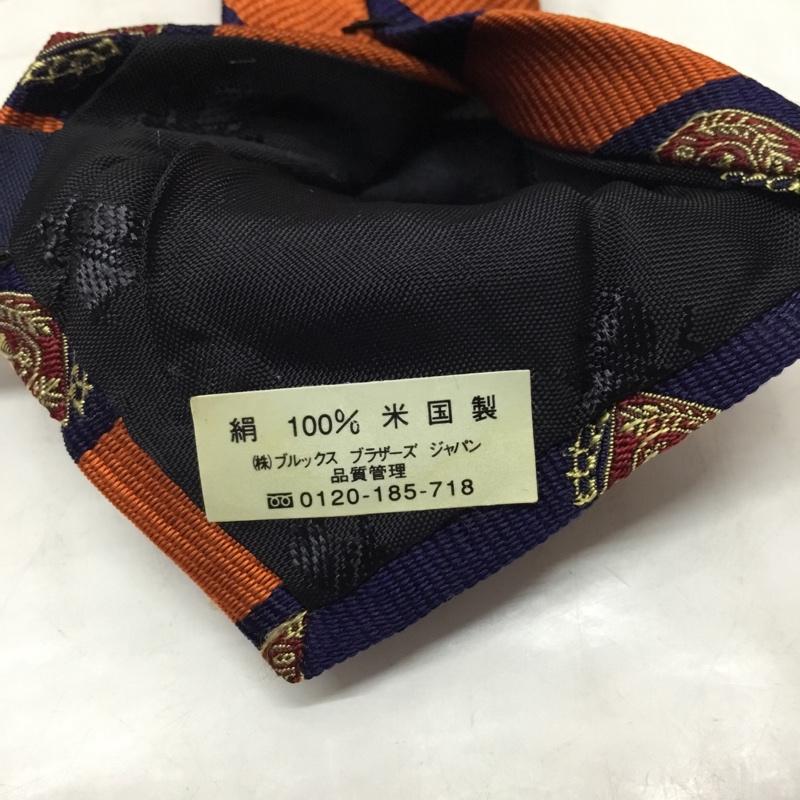 絹 100% 米国製
㈱ブルックス ブラザーズ ジャパン
品質管理
0120-185-718